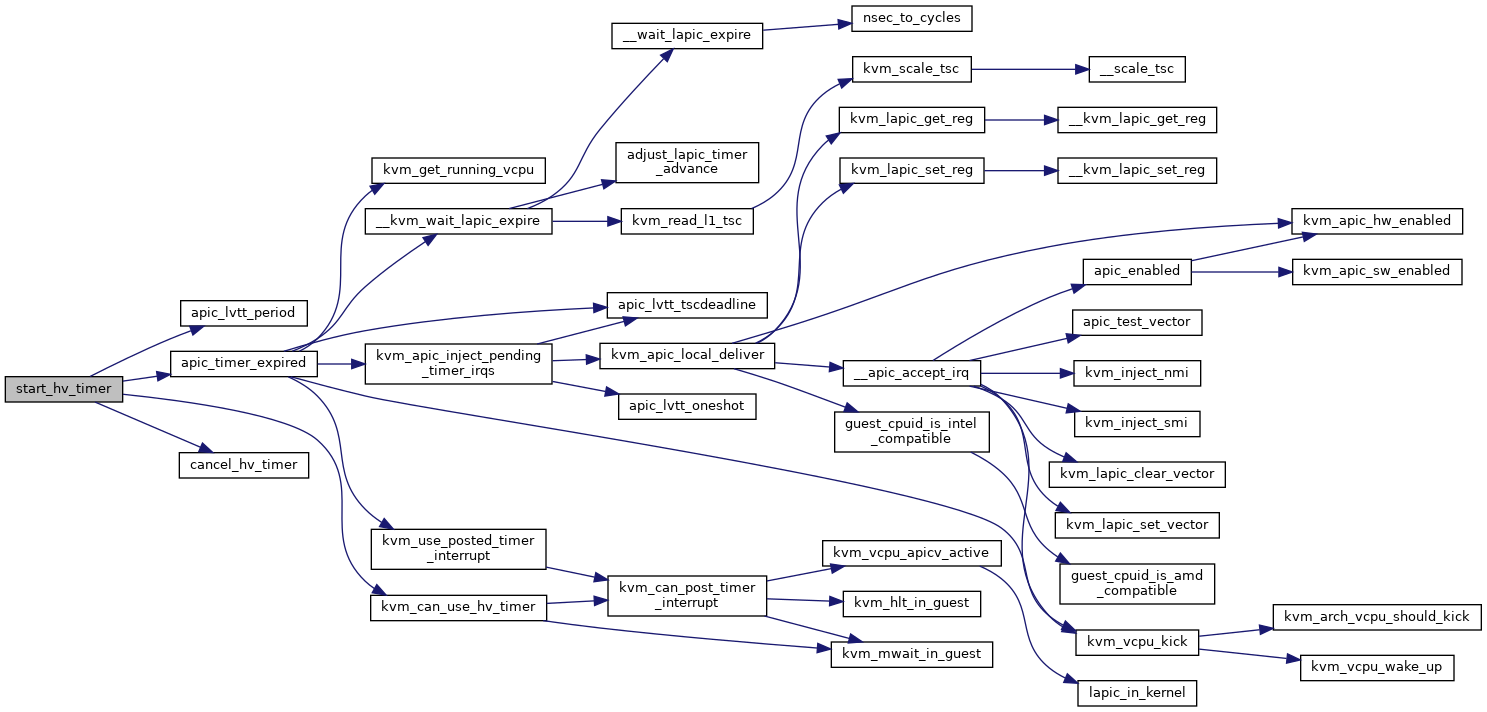 start_hv_timer
apic_lvtt_period
apic_timer_expired
cancel_hv_timer
kvm_get_running_vcpu
__kvm_wait_lapic_expire
kvm_apic_inject_pending
_timer_irqs
kvm_use_posted_timer
_interrupt
kvm_can_use_hv_timer
__wait_lapic_expire
adjust_lapic_timer
_advance
kvm_read_l1_tsc
apic_lvtt_tscdeadline
kvm_apic_local_deliver
apic_lvtt_oneshot
kvm_can_post_timer
_interrupt
nsec_to_cycles
kvm_scale_tsc
kvm_lapic_get_reg
kvm_lapic_set_reg
__apic_accept_irq
guest_cpuid_is_intel
_compatible
kvm_vcpu_apicv_active
kvm_hlt_in_guest
kvm_mwait_in_guest
__scale_tsc
__kvm_lapic_get_reg
__kvm_lapic_set_reg
apic_enabled
apic_test_vector
kvm_inject_nmi
kvm_inject_smi
kvm_lapic_clear_vector
kvm_lapic_set_vector
guest_cpuid_is_amd
_compatible
kvm_vcpu_kick
lapic_in_kernel
kvm_apic_hw_enabled
kvm_apic_sw_enabled
kvm_arch_vcpu_should_kick
kvm_vcpu_wake_up